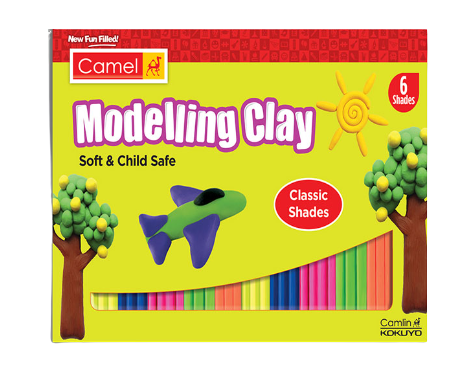 New Fun Filled!
Camel
6
Shades
Modelling Clay
Soft & Child Safe
Classic
Shades
Camlin
KOKUYO